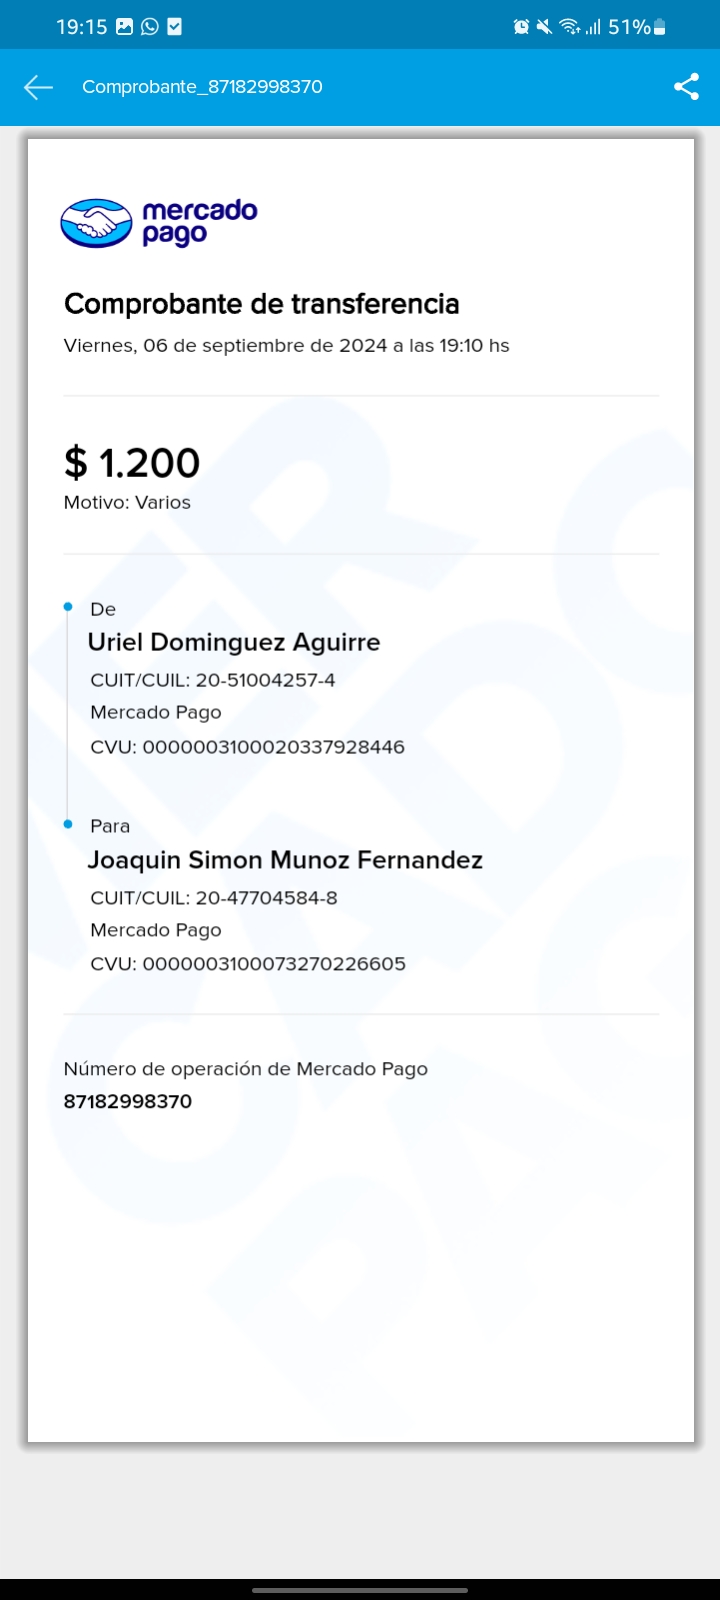 19:15 51%
Comprobante_87182998370
mercado
pago
Comprobante de transferencia
Viernes, 06 de septiembre de 2024 a las 19:10 hs
$ 1.200
Motivo: Varios
De
Uriel Dominguez Aguirre
CUIT/CUIL: 20-51004257-4
Mercado Pago
CVU: 0000003100020337928446
Para
Joaquin Simon Munoz Fernandez
CUIT/CUIL: 20-47704584-8
Mercado Pago
CVU: 0000003100073270226605
Número de operación de Mercado Pago
87182998370